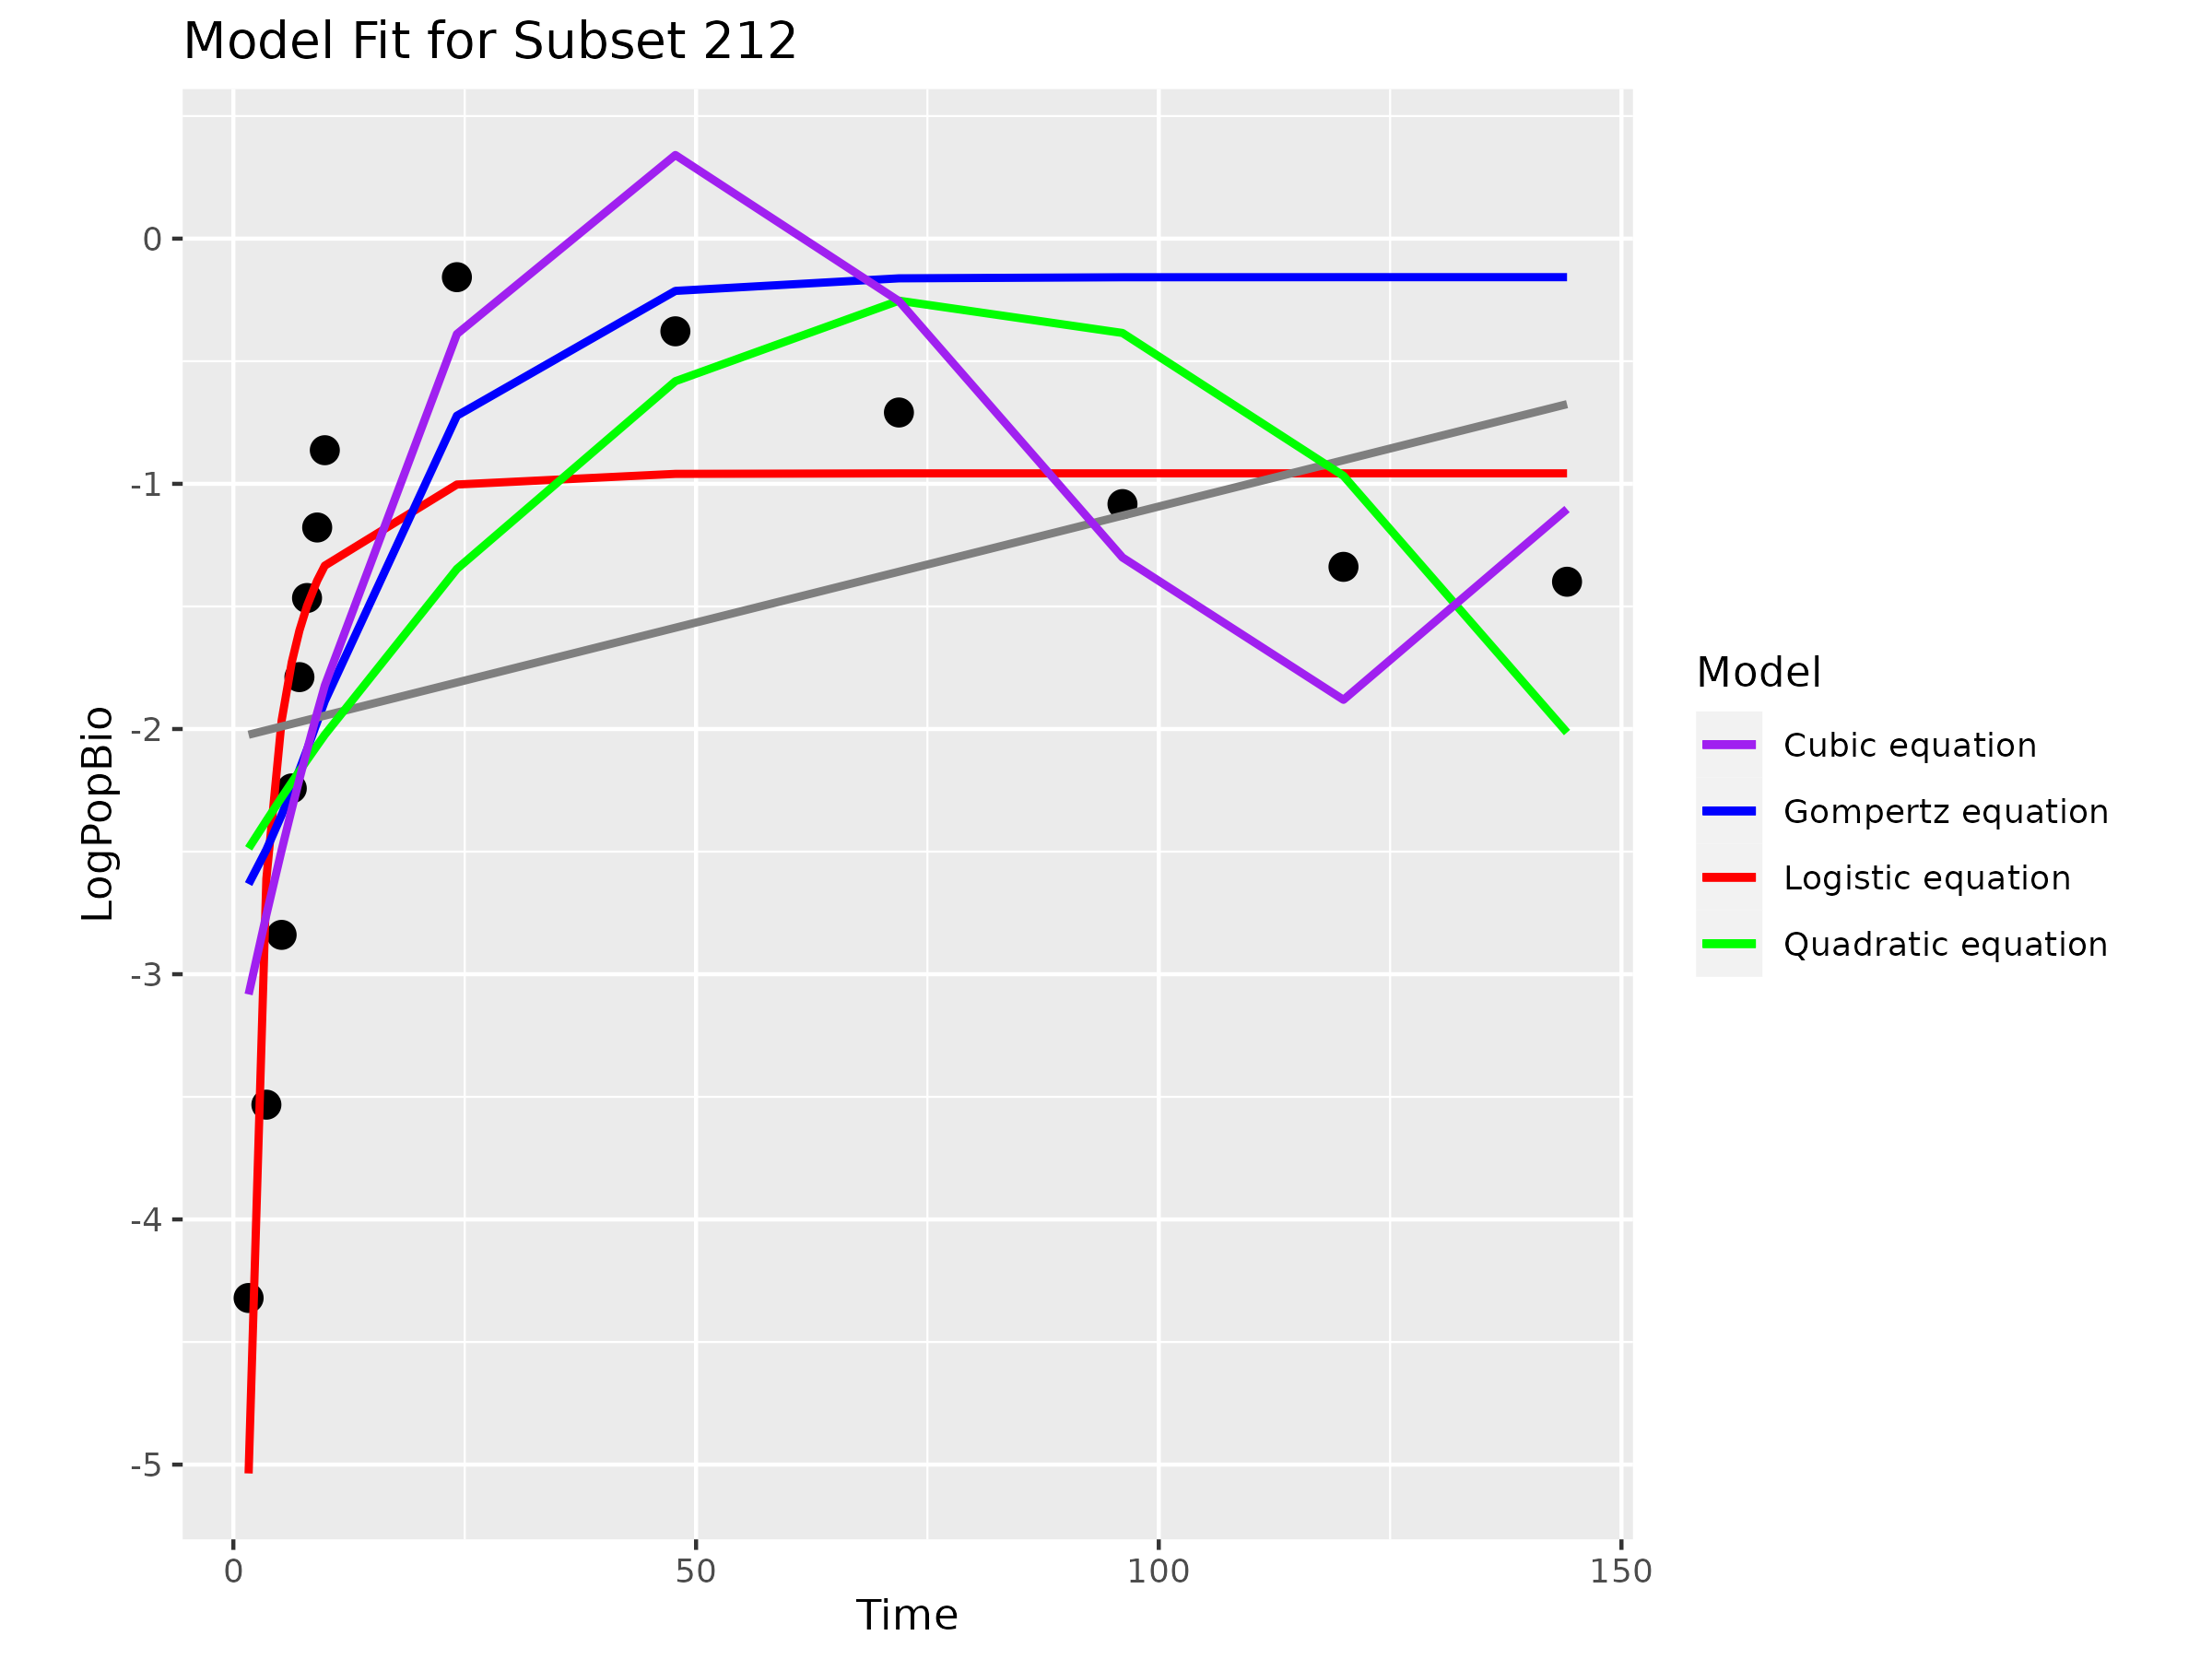 Model Fit for Subset 212
0
-1
-2
-3
-4
-5
LogPopBio
0 50 100 150
Time
Model
Cubic equation
Gompertz equation
Logistic equation
Quadratic equation